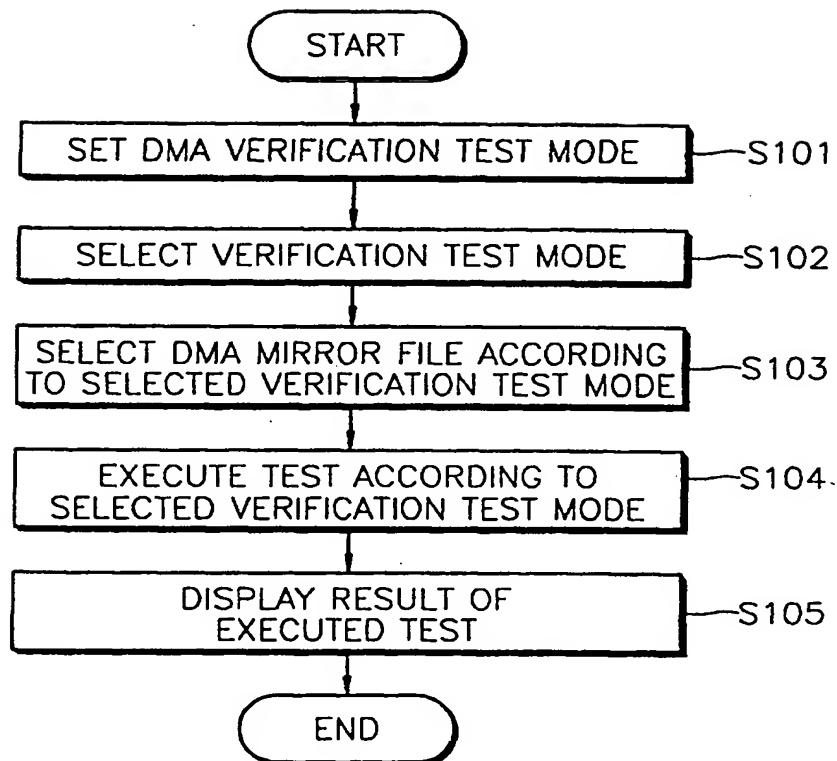 START
SET DMA VERIFICATION TEST MODE
S101
SELECT VERIFICATION TEST MODE
S102
SELECT DMA MIRROR FILE ACCORDING
TO SELECTED VERIFICATION TEST MODE
S103
EXECUTE TEST ACCORDING TO
SELECTED VERIFICATION TEST MODE
S104
DISPLAY RESULT OF
EXECUTED TEST
S105
END